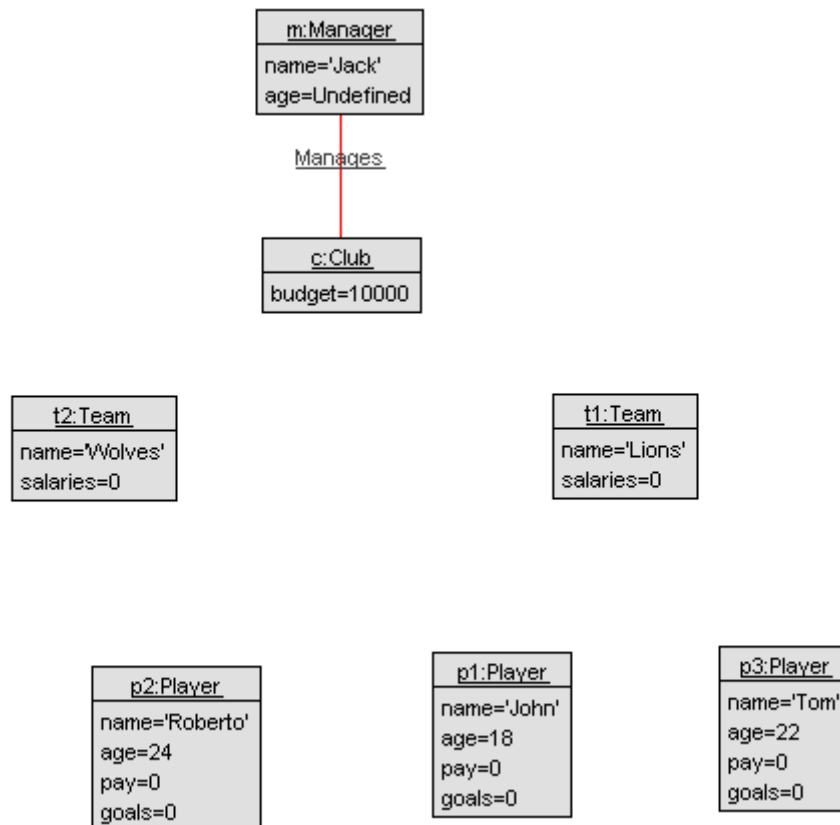 m:Manager
name='Jack'
age=Undefined
Manages
c:Club
budget=10000
t2:Team
name='Wolves'
salaries=0
t1:Team
name='Lions'
salaries=0
p2:Player
name='Roberto'
age=24
pay=0
goals=0
p1:Player
name='John'
age=18
pay=0
goals=0
p3:Player
name='Tom'
age=22
pay=0
goals=0